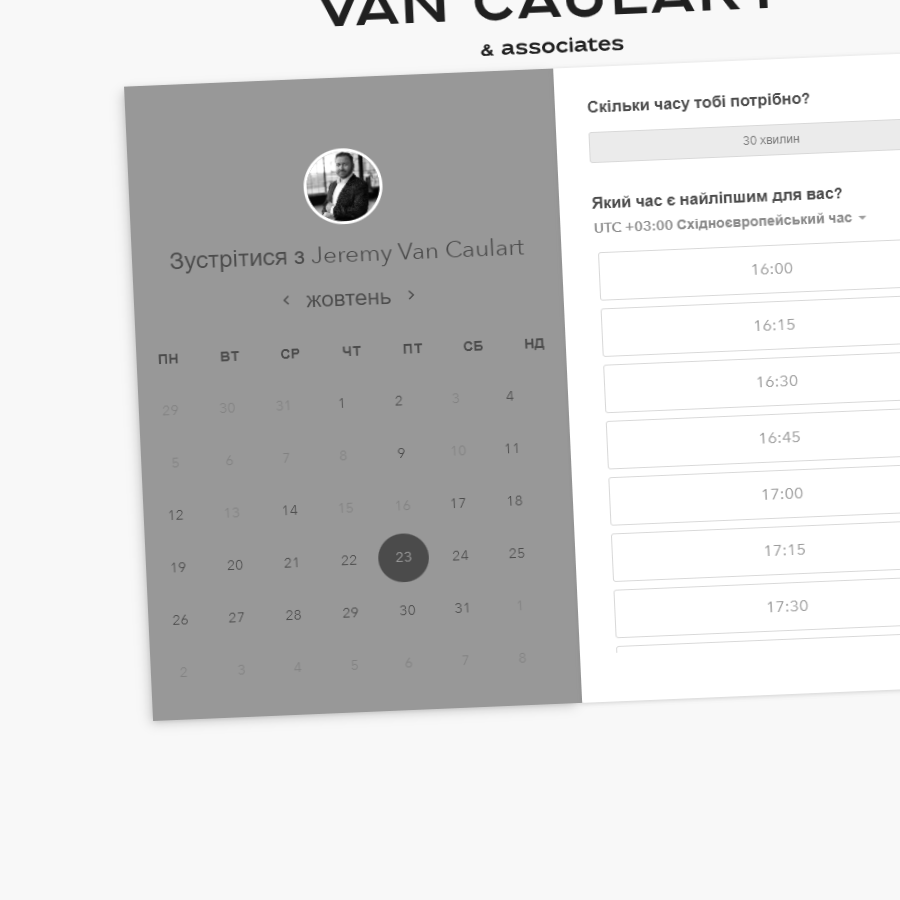 VAN CAULART
& associates
Зустрітися з Jeremy Van Caulart
жовтень
ПН ВТ СР ЧТ ПТ СБ НД
29 30 31 1 2 3 4
5 6 7 8 9 10 11
12 13 14 15 16 17 18
19 20 21 22 23 24 25
26 27 28 29 30 31 1
2 3 4 5 6 7 8
Скільки часу тобі потрібно?
30 хвилин
Який час є найліпшим для вас?
UTC +03:00 Східноєвропейський час
16:00
16:15
16:30
16:45
17:00
17:15
17:30